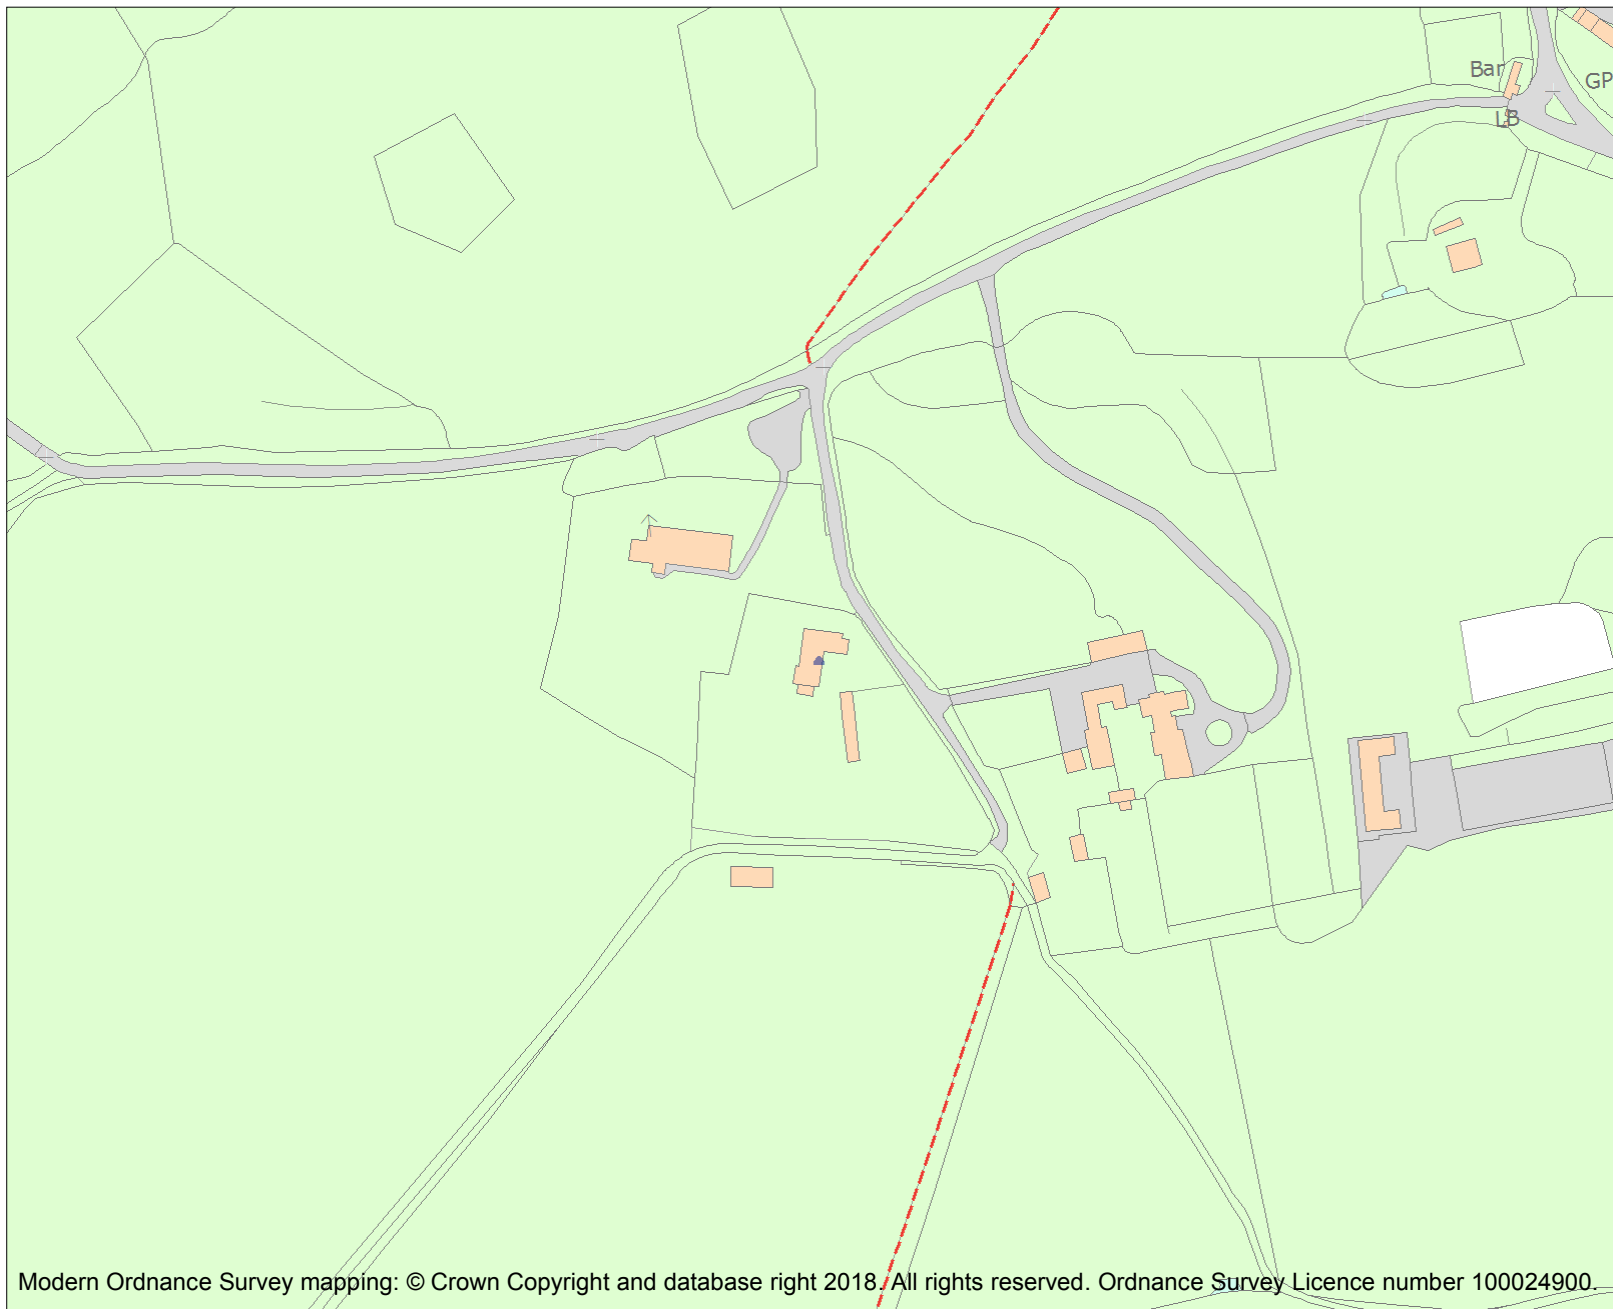 Bar
GP
LB
Modern Ordnance Survey mapping: © Crown Copyright and database right 2018. All rights reserved. Ordnance Survey Licence number 100024900.